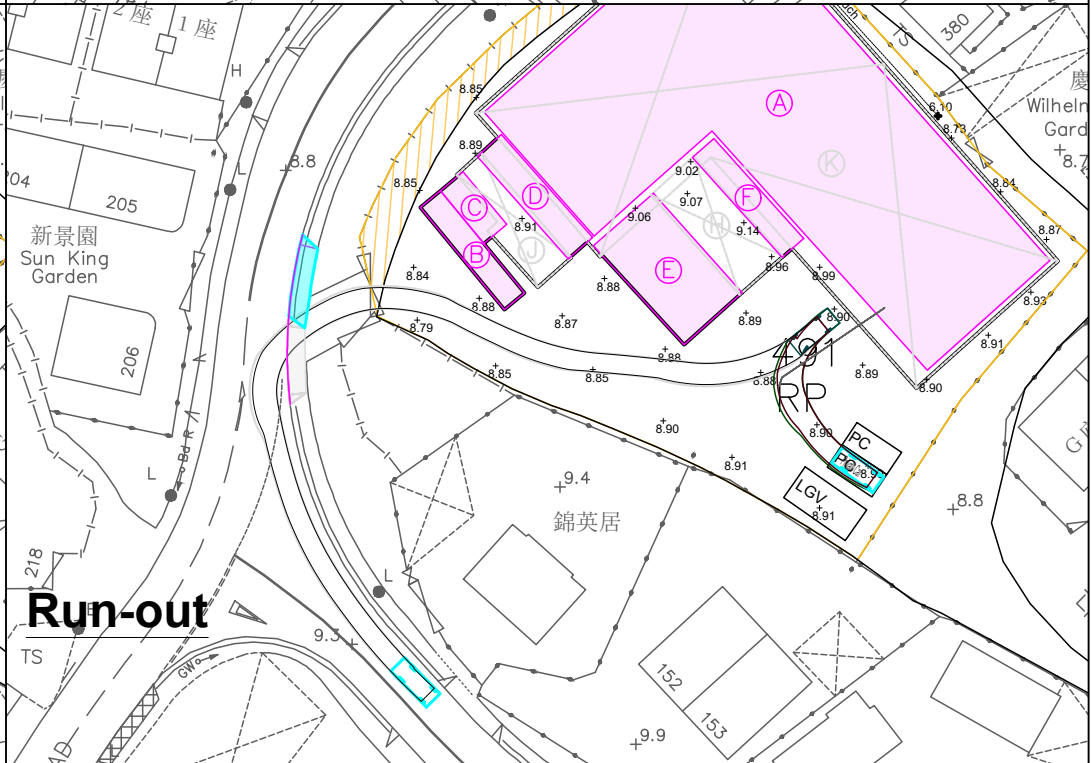 2座
1座
H
8.85
8.8
L
8.89
8.85
A
380
Wilhelm
Gard
6.10
8.73
K
8.7
204
205
新景園
Sun King
Garden
206
C
D
8.91
J
B
9.02
9.07
9.06
F
H
9.14
8.96
E
8.84
8.87
8.84
8.88
8.88
8.99
8.93
8.87
8.79
8.89
8.90
8.91
8.88
491
RP
8.85
8.85
8.88
8.89
8.90
8.90
8.90
8.91
PC
PC
8.9
LGV
8.91
L
Bd R
9.4
錦英居
8.8
G
218
Run-out
TS
L
9.3
GW
152
153
9.9
AD